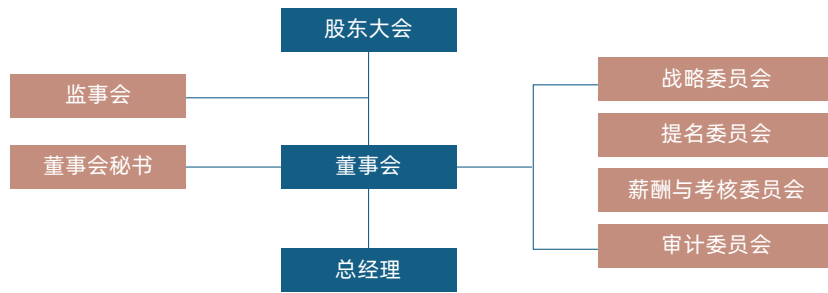 股东大会
监事会
董事会秘书
董事会
总经理
战略委员会
提名委员会
薪酬与考核委员会
审计委员会